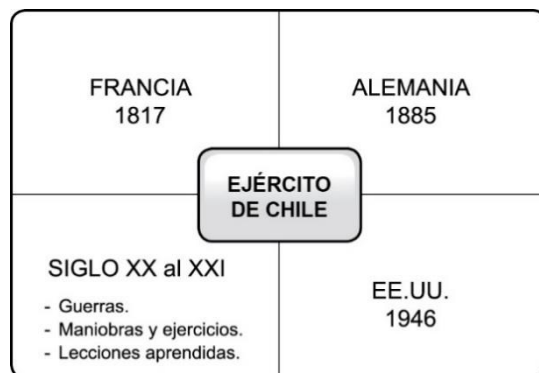 FRANCIA
1817
ALEMANIA
1885
EJÉRCITO
DE CHILE
SIGLO XX al XXI
- Guerras.
- Maniobras y ejercicios.
- Lecciones aprendidas.
EE.UU.
1946